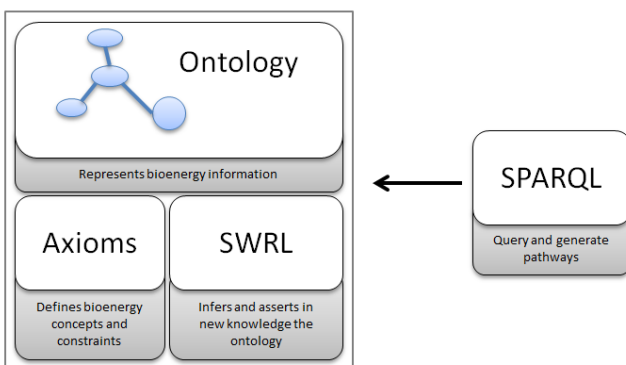 Ontology
Represents bioenergy information
Axioms
Defines bioenergy
concepts and
constraints
SWRL
Infers and asserts in
new knowledge the
ontology
SPARQL
Query and generate
pathways